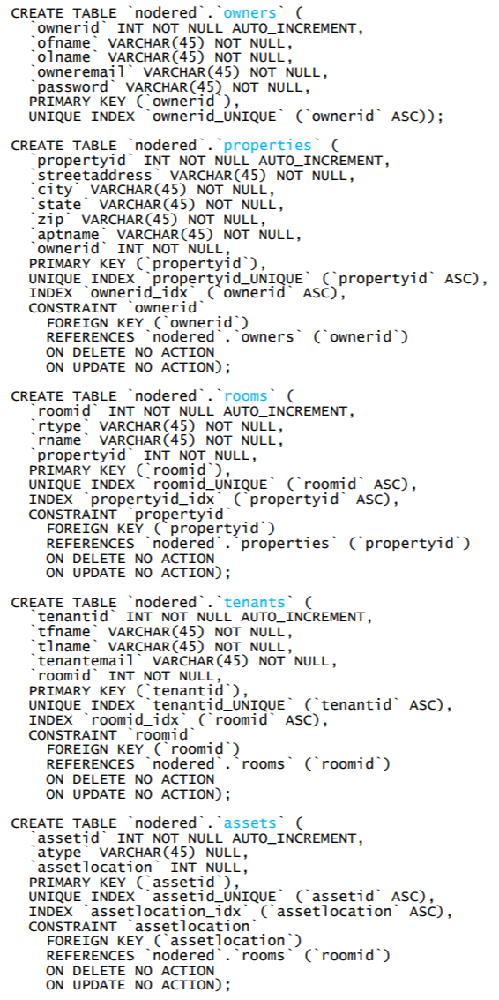 CREATE TABLE `nodered`.`owners` (
`ownerid` INT NOT NULL AUTO_INCREMENT,
`ofname` VARCHAR(45) NOT NULL,
`olname` VARCHAR(45) NOT NULL,
`owneremail` VARCHAR(45) NOT NULL,
`password` VARCHAR(45) NOT NULL,
PRIMARY KEY (`ownerid`),
UNIQUE INDEX `ownerid_UNIQUE` (`ownerid` ASC));
CREATE TABLE `nodered`.`properties` (
`propertyid` INT NOT NULL AUTO_INCREMENT,
`streetaddress` VARCHAR(45) NOT NULL,
`city` VARCHAR(45) NOT NULL,
`state` VARCHAR(45) NOT NULL,
`zip` VARCHAR(45) NOT NULL,
`aptname` VARCHAR(45) NOT NULL,
`ownerid` INT NOT NULL,
PRIMARY KEY (`propertyid`),
UNIQUE INDEX `propertyid_UNIQUE` (`propertyid` ASC),
INDEX `ownerid_idx` (`ownerid` ASC),
CONSTRAINT `ownerid`
FOREIGN KEY (`ownerid`)
REFERENCES `nodered`.`owners` (`ownerid`)
ON DELETE NO ACTION
ON UPDATE NO ACTION);
CREATE TABLE `nodered`.`rooms` (
`roomid` INT NOT NULL AUTO_INCREMENT,
`rtype` VARCHAR(45) NOT NULL,
`rname` VARCHAR(45) NOT NULL,
`propertyid` INT NOT NULL,
PRIMARY KEY (`roomid`),
UNIQUE INDEX `roomid_UNIQUE` (`roomid` ASC),
INDEX `propertyid_idx` (`propertyid` ASC),
CONSTRAINT `propertyid`
FOREIGN KEY (`propertyid`)
REFERENCES `nodered`.`properties` (`propertyid`)
ON DELETE NO ACTION
ON UPDATE NO ACTION);
CREATE TABLE `nodered`.`tenants` (
`tenantid` INT NOT NULL AUTO_INCREMENT,
`tfname` VARCHAR(45) NOT NULL,
`tlname` VARCHAR(45) NOT NULL,
`tenantemail` VARCHAR(45) NOT NULL,
`roomid` INT NOT NULL,
PRIMARY KEY (`tenantid`),
UNIQUE INDEX `tenantid_UNIQUE` (`tenantid` ASC),
INDEX `roomid_idx` (`roomid` ASC),
CONSTRAINT `roomid`
FOREIGN KEY (`roomid`)
REFERENCES `nodered`.`rooms` (`roomid`)
ON DELETE NO ACTION
ON UPDATE NO ACTION);
CREATE TABLE `nodered`.`assets` (
`assetid` INT NOT NULL AUTO_INCREMENT,
`atype` VARCHAR(45) NULL,
`assetlocation` INT NULL,
PRIMARY KEY (`assetid`),
UNIQUE INDEX `assetid_UNIQUE` (`assetid` ASC),
INDEX `assetlocation_idx` (`assetlocation` ASC),
CONSTRAINT `assetlocation`
FOREIGN KEY (`assetlocation`)
REFERENCES `nodered`.`rooms` (`roomid`)
ON DELETE NO ACTION
ON UPDATE NO ACTION);